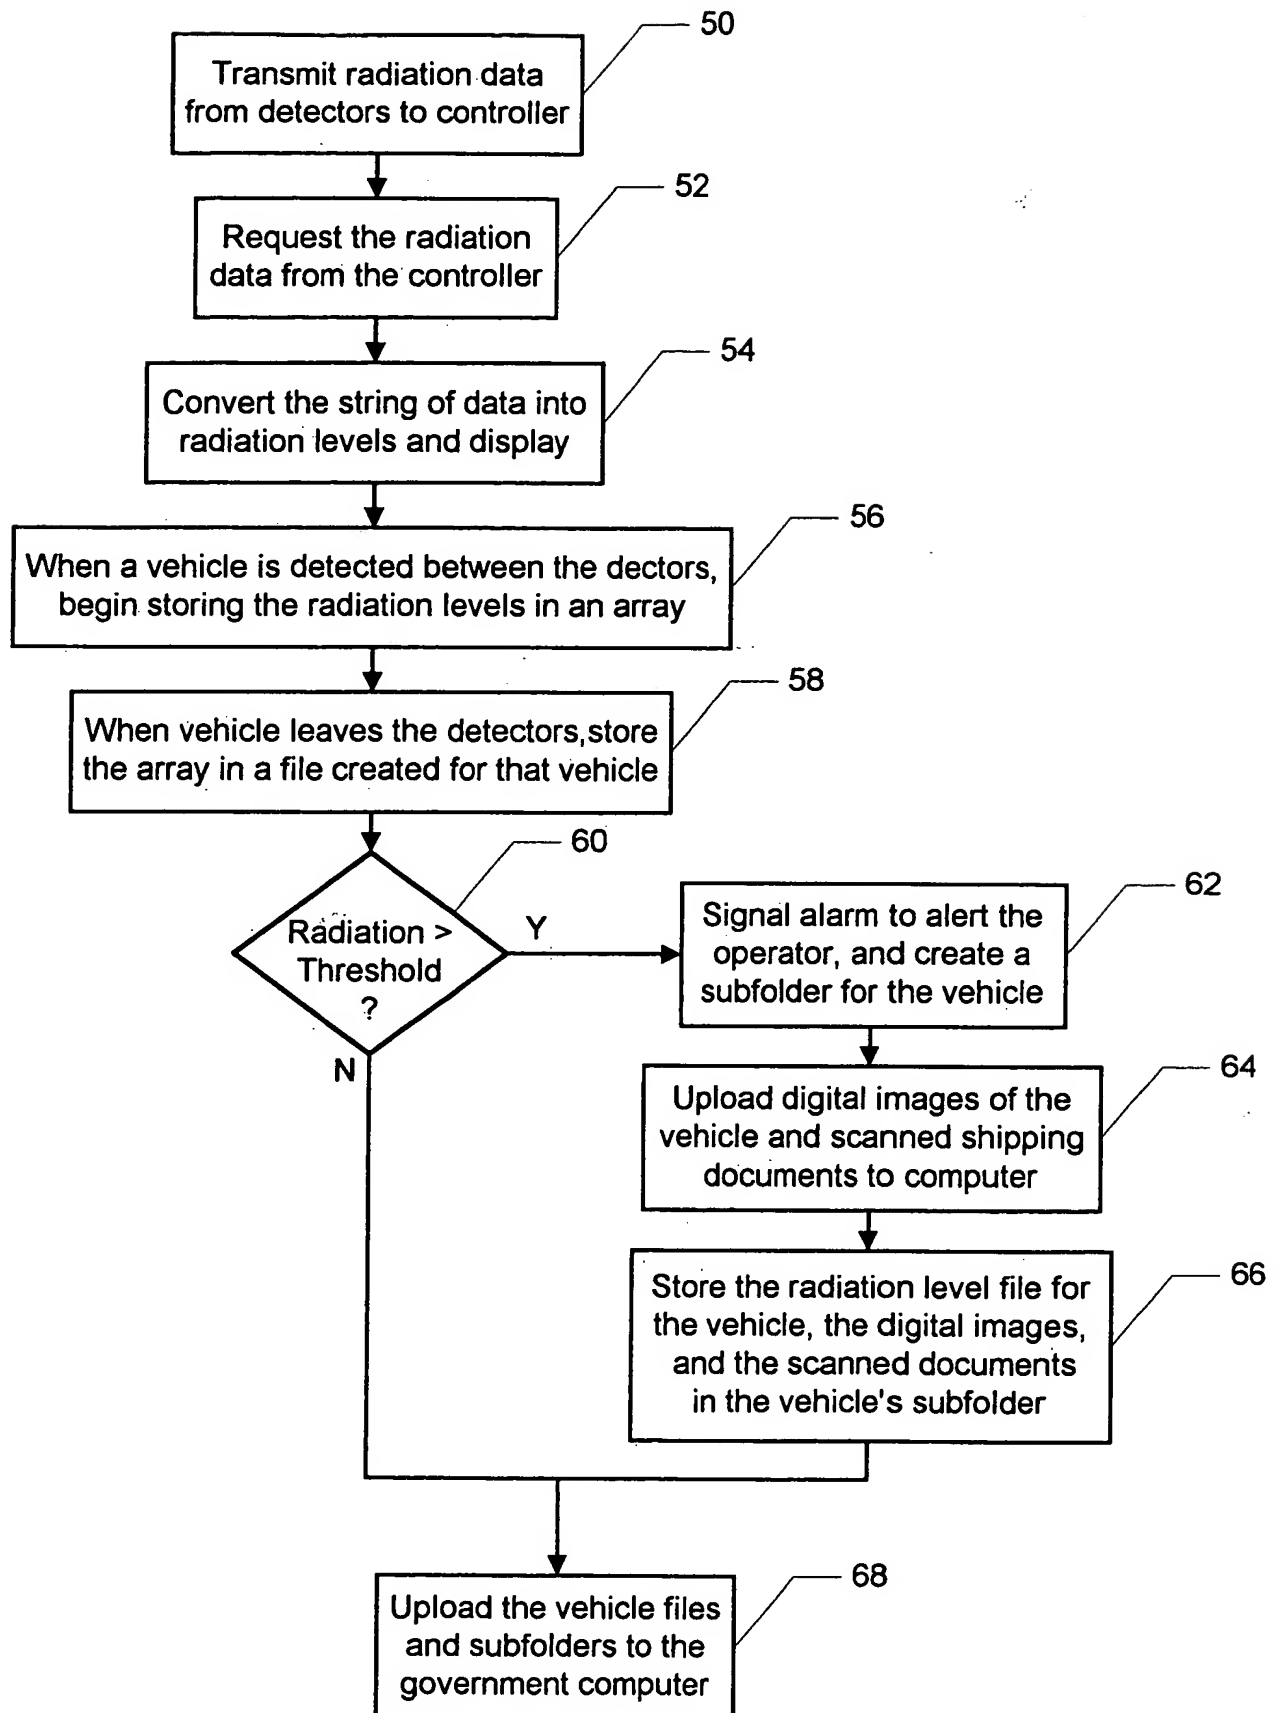 50
Transmit radiation data
from detectors to controller
52
Request the radiation
data from the controller
54
Convert the string of data into
radiation levels and display
56
When a vehicle is detected between the dectors,
begin storing the radiation levels in an array
58
When vehicle leaves the detectors, store
the array in a file created for that vehicle
60
Radiation >
Threshold
?
Y
N
62
Signal alarm to alert the
operator, and create a
subfolder for the vehicle
64
Upload digital images of the
vehicle and scanned shipping
documents to computer
66
Store the radiation level file for
the vehicle, the digital images,
and the scanned documents
in the vehicle's subfolder
68
Upload the vehicle files
and subfolders to the
government computer